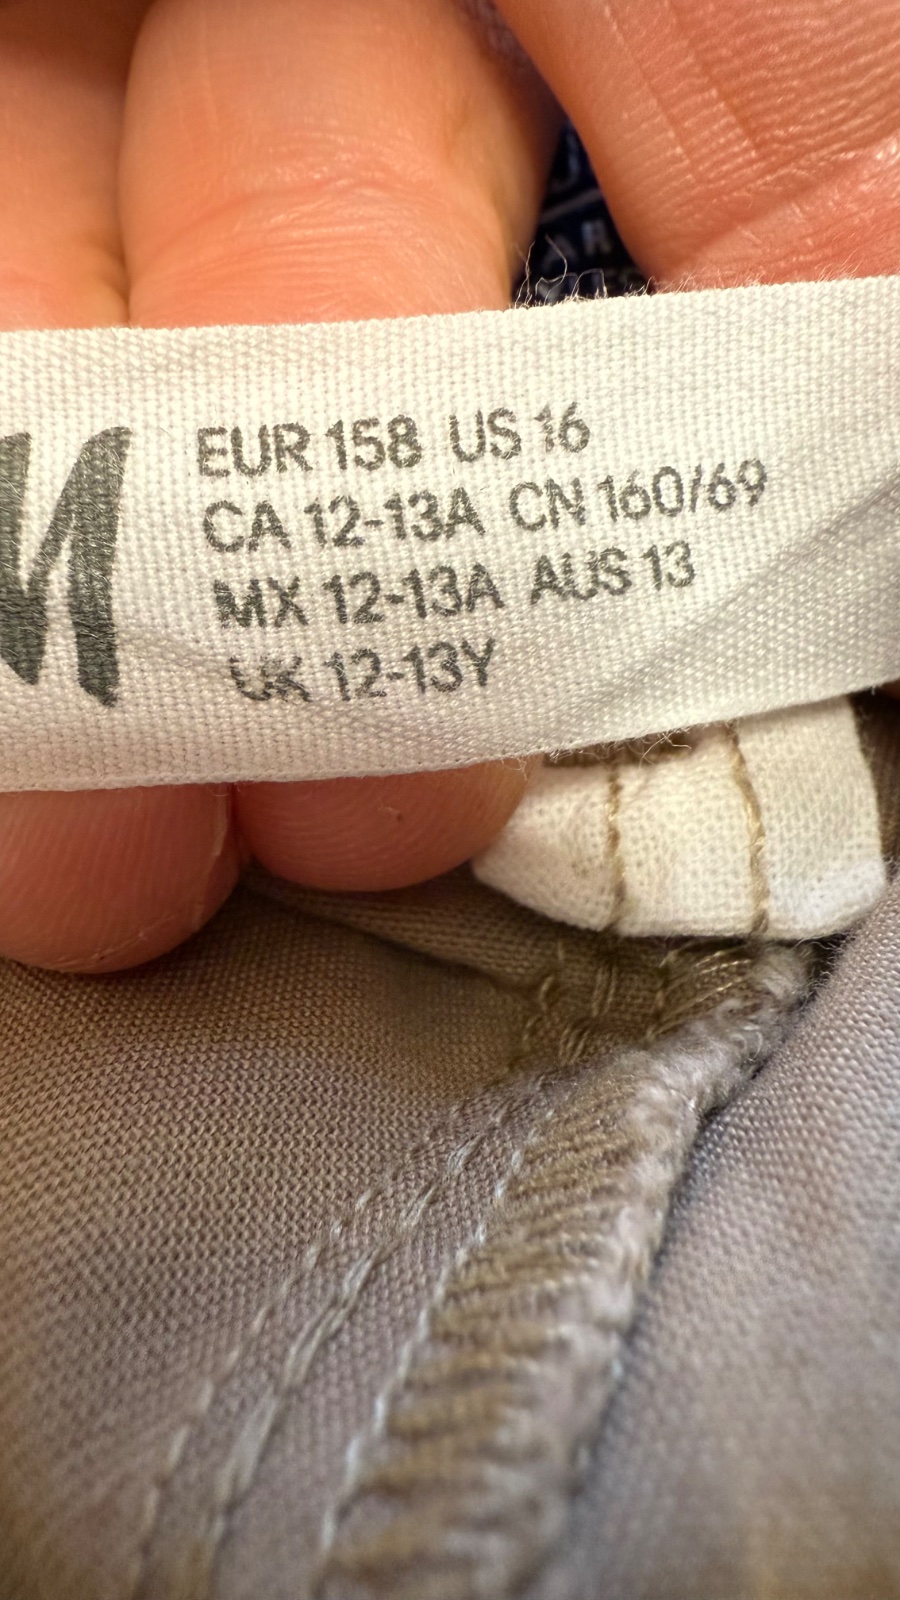 M
EUR 158 US 16
CA 12-13A CN 160/69
MX 12-13A AUS 13
UK 12-13Y